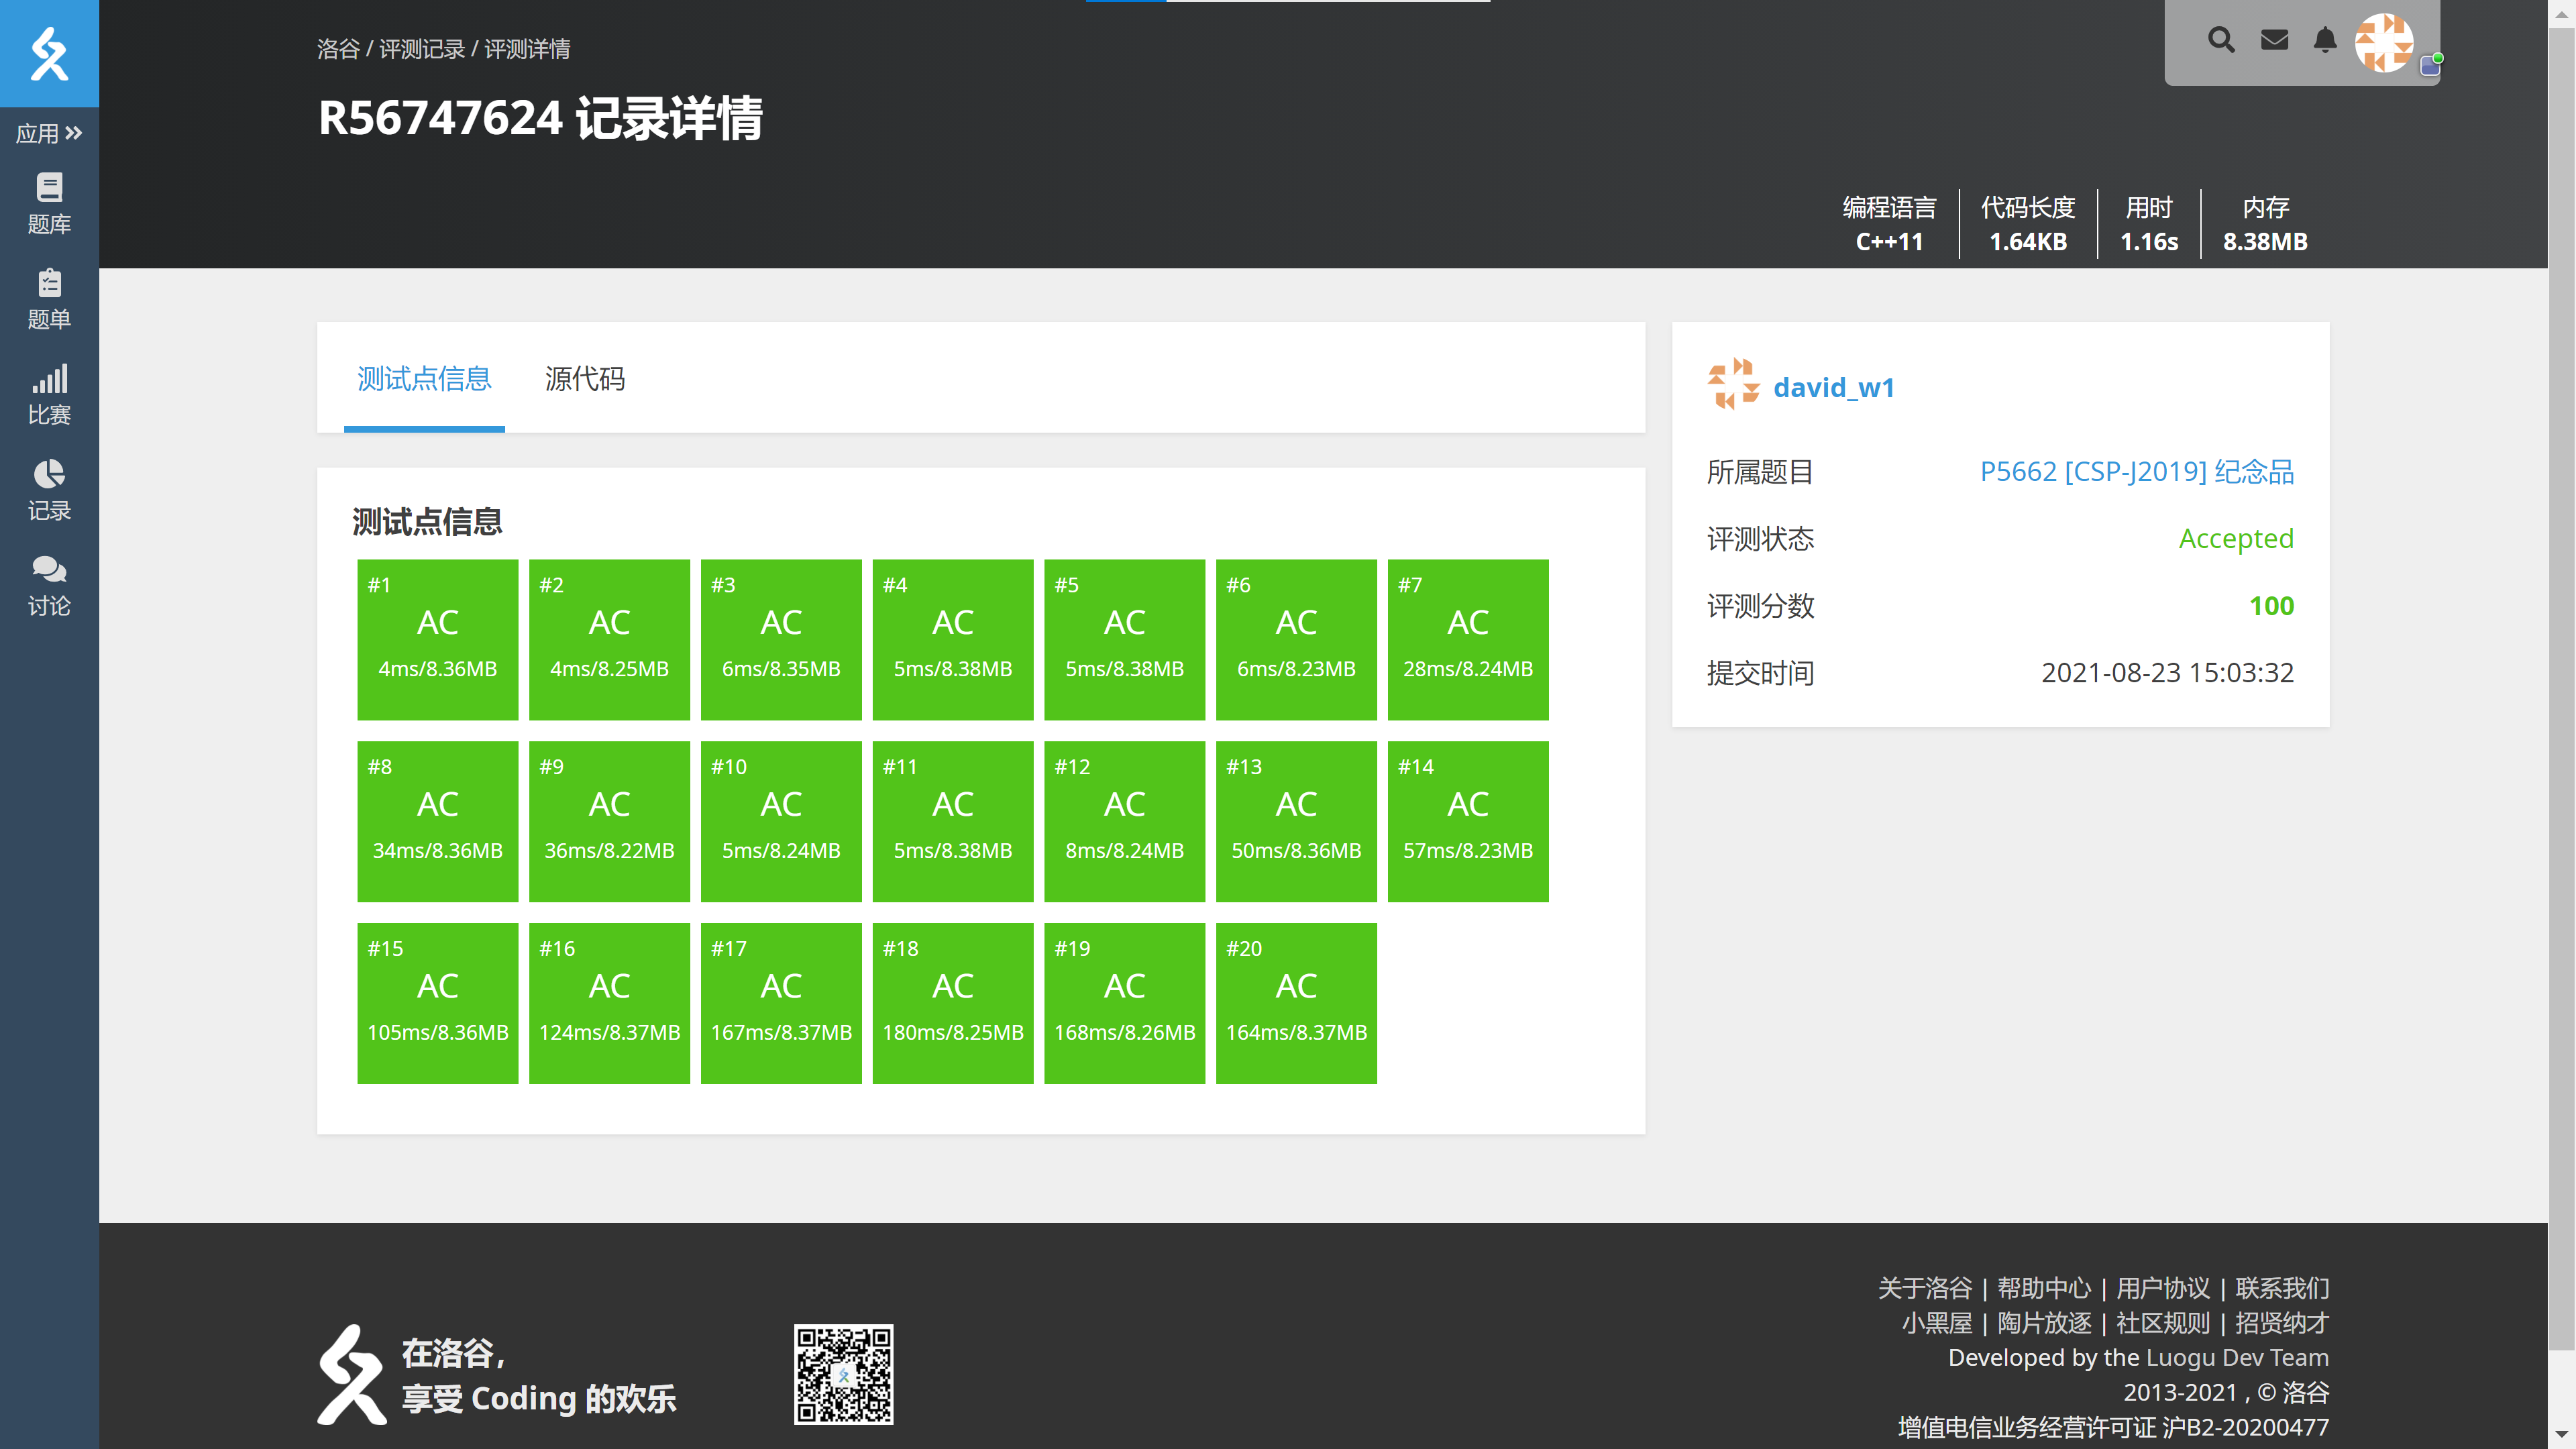 洛谷 / 评测记录 / 评测详情
R56747624 记录详情
编程语言 代码长度 用时 内存
C++11 1.64KB 1.16s 8.38MB
应用
题库
题单
比赛
记录
讨论
测试点信息 源代码
测试点信息
#1 #2 #3 #4 #5 #6 #7
AC AC AC AC AC AC AC
4ms/8.36MB 4ms/8.25MB 6ms/8.35MB 5ms/8.38MB 5ms/8.38MB 6ms/8.23MB 28ms/8.24MB
#8 #9 #10 #11 #12 #13 #14
AC AC AC AC AC AC AC
34ms/8.36MB 36ms/8.22MB 5ms/8.24MB 5ms/8.38MB 8ms/8.24MB 50ms/8.36MB 57ms/8.23MB
#15 #16 #17 #18 #19 #20
AC AC AC AC AC AC
105ms/8.36MB 124ms/8.37MB 167ms/8.37MB 180ms/8.25MB 168ms/8.26MB 164ms/8.37MB
david_w1
所属题目 P5662 [CSP-J2019] 纪念品
评测状态 Accepted
评测分数 100
提交时间 2021-08-23 15:03:32
在洛谷,
享受 Coding 的欢乐
关于洛谷 | 帮助中心 | 用户协议 | 联系我们
小黑屋 | 陶片放逐 | 社区规则 | 招贤纳才
Developed by the Luogu Dev Team
2013-2021 , © 洛谷
增值电信业务经营许可证 沪B2-20200477